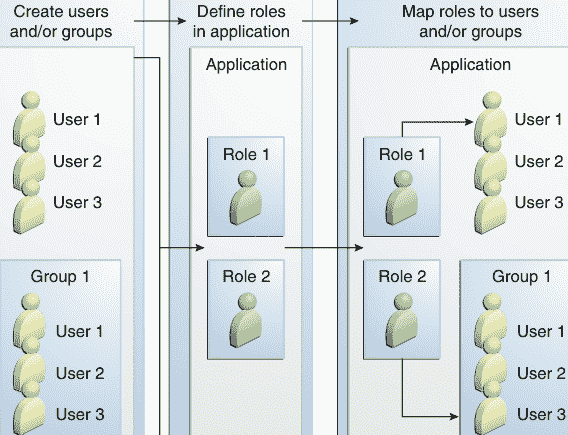 Create users
and/or groups
Define roles
in application
Map roles to users
and/or groups
User 1
User 2
User 3
Group 1
User 1
User 2
User 3
Application
Role 1
Role 2
Application
Role 1
User 1
User 2
User 3
Role 2
Group 1
User 1
User 2
User 3